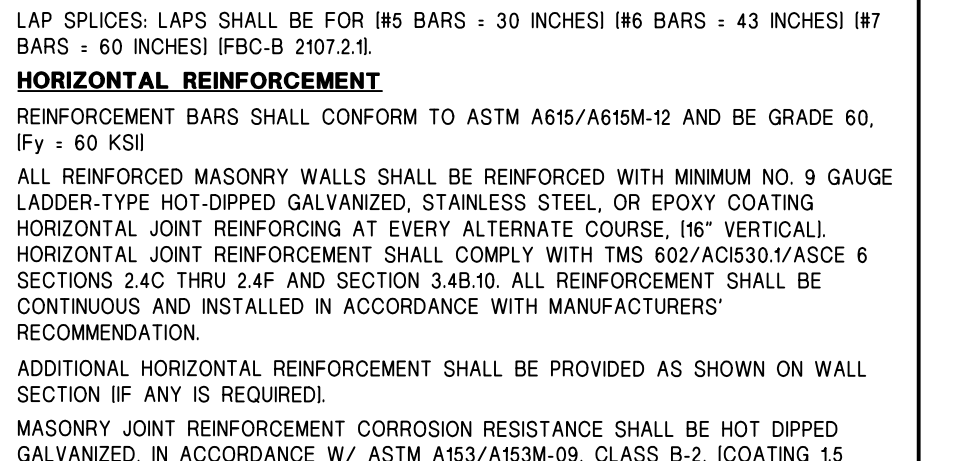 LAP SPLICES: LAPS SHALL BE FOR (#5 BARS = 30 INCHES) (#6 BARS = 43 INCHES) (#7
BARS = 60 INCHES) (FBC-B 2107.2.1).
HORIZONTAL REINFORCEMENT
REINFORCEMENT BARS SHALL CONFORM TO ASTM A615/A615M-12 AND BE GRADE 60,
(Fy = 60 KSI)
ALL REINFORCED MASONRY WALLS SHALL BE REINFORCED WITH MINIMUM NO. 9 GAUGE
LADDER-TYPE HOT-DIPPED GALVANIZED, STAINLESS STEEL, OR EPOXY COATING
HORIZONTAL JOINT REINFORCING AT EVERY ALTERNATE COURSE, (16" VERTICAL).
HORIZONTAL JOINT REINFORCEMENT SHALL COMPLY WITH TMS 602/ACI530.1/ASCE 6
SECTIONS 2.4C THRU 2.4F AND SECTION 3.4B.10. ALL REINFORCEMENT SHALL BE
CONTINUOUS AND INSTALLED IN ACCORDANCE WITH MANUFACTURERS'
RECOMMENDATION.
ADDITIONAL HORIZONTAL REINFORCEMENT SHALL BE PROVIDED AS SHOWN ON WALL
SECTION (IF ANY IS REQUIRED).
MASONRY JOINT REINFORCEMENT CORROSION RESISTANCE SHALL BE HOT DIPPED
GALVANIZED, IN ACCORDANCE W/ ASTM A153/A153M-09, CLASS B-2, (COATING 1.5